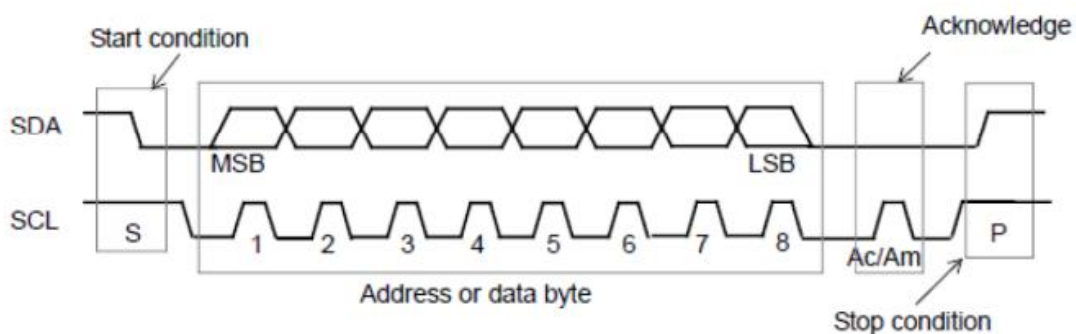 Start condition
Acknowledge
SDA
MSB
LSB
SCL
S
1 2 3 4 5 6 7 8
Ac/Am
P
Address or data byte
Stop condition